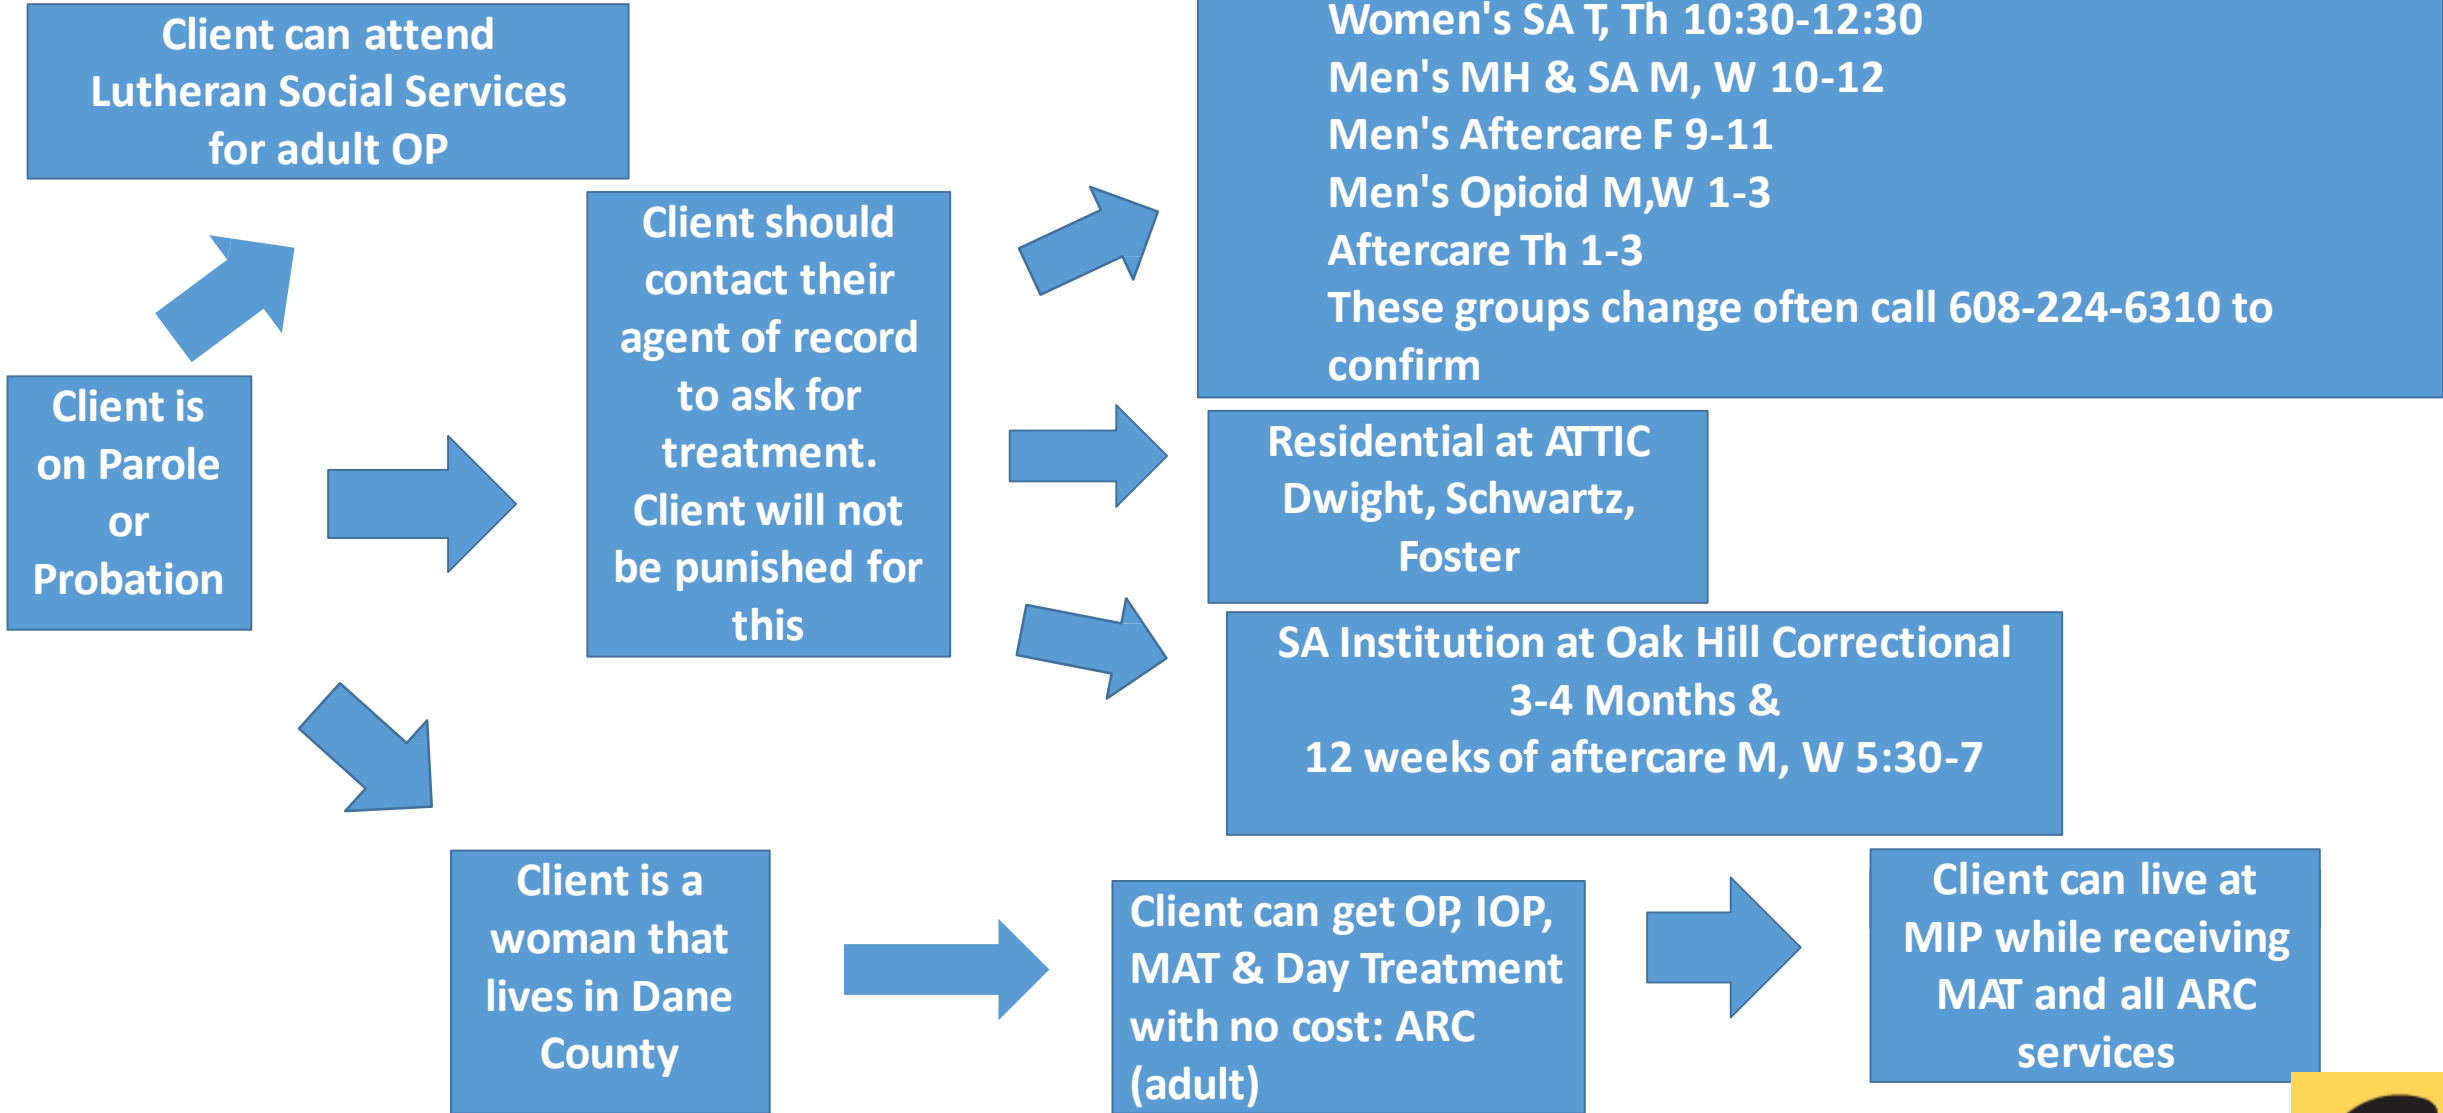 Client can attend
Lutheran Social Services
for adult OP
Women's SA T, Th 10:30-12:30
Men's MH & SA M, W 10-12
Men's Aftercare F 9-11
Men's Opioid M,W 1-3
Aftercare Th 1-3
These groups change often call 608-224-6310 to
confirm
Client should
contact their
agent of record
to ask for
treatment.
Client will not
be punished for
this
Client is
on Parole
or
Probation
Residential at ATTIC
Dwight, Schwartz,
Foster
SA Institution at Oak Hill Correctional
3-4 Months &
12 weeks of aftercare M, W 5:30-7
Client is a
woman that
lives in Dane
County
Client can get OP, IOP,
MAT & Day Treatment
with no cost: ARC
(adult)
Client can live at
MIP while receiving
MAT and all ARC
services